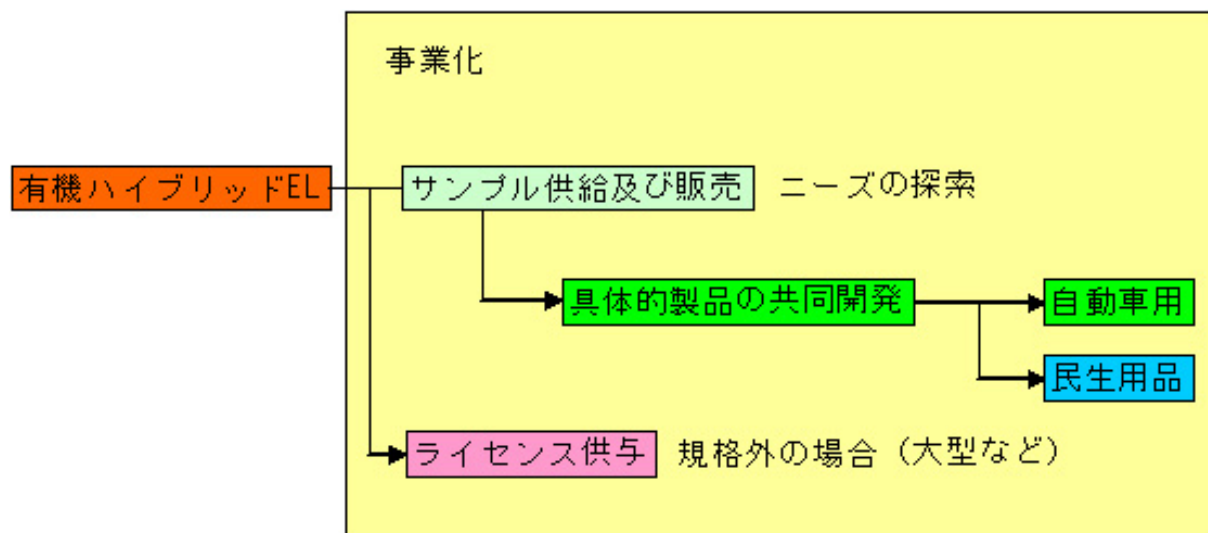 事業化
有機ハイブリッドEL
サンプル供給及び販売
ニーズの探索
具体的製品の共同開発
自動車用
民生用品
ライセンス供与
規格外の場合（大型など）